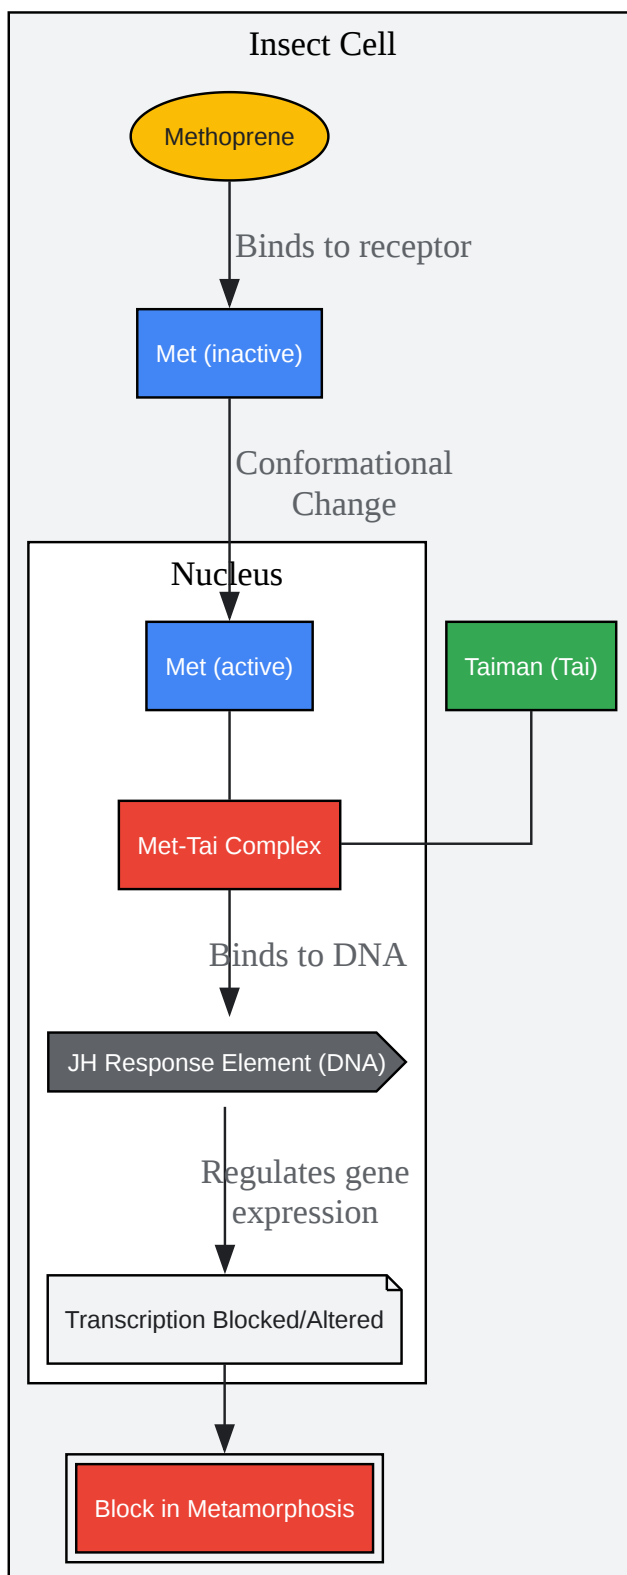 Insect Cell
Methoprene
Binds to receptor
Met (inactive)
Conformational
Change
Nucleus
Met (active)
Taiman (Tai)
Met-Tai Complex
Binds to DNA
JH Response Element (DNA)
Regulates gene
expression
Transcription Blocked/Altered
Block in Metamorphosis